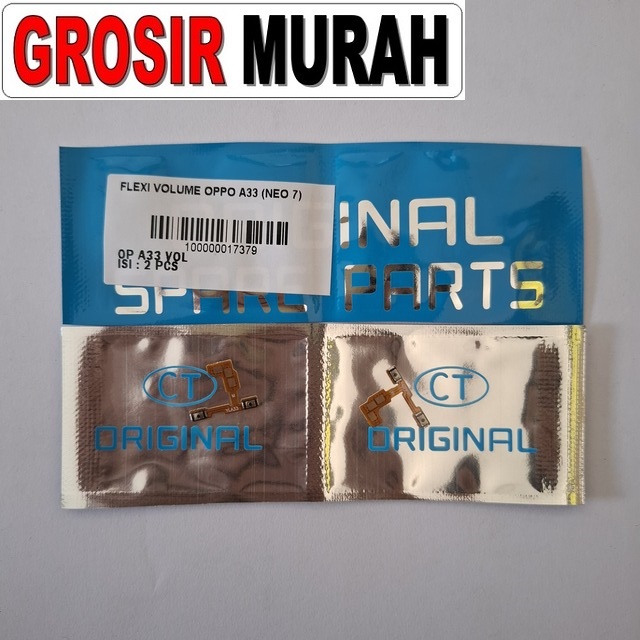 GROSIR MURAH
FLEXI VOLUME OPPO A33 (NEO 7)
100000017379
OP A33 VOL
ISI : 2 PCS
INAL
SPARE PARTS
CT
ORIGINAL
CT
ORIGINAL